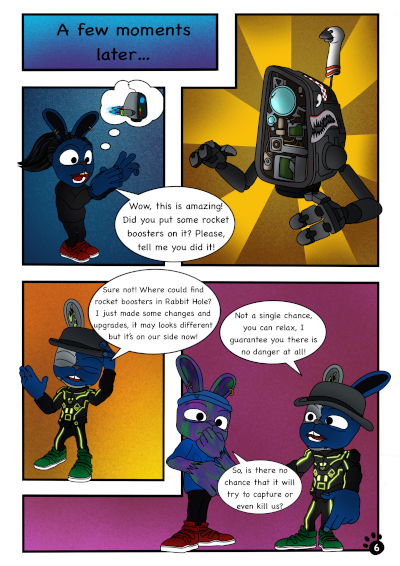 A few moments
later...
Wow, this is amazing!
Did you put some rocket
boosters on it? Please,
tell me you did it!
Sure not! Where could find
rocket boosters in Rabbit Hole?
I just made some changes and
upgrades, it may looks different
but it's on our side now!
Not a single chance,
you can relax, I
guarantee you there is
no danger at all!
So, is there no
chance that it will
try to capture or
even kill us?
6